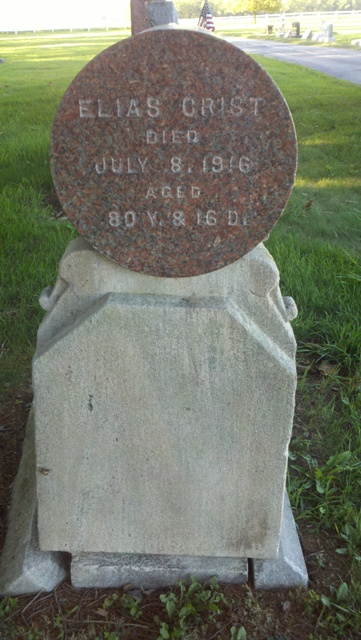 ELIAS CRIST
DIED
JULY 8, 1916
AGED
80 Y. & 16 D.